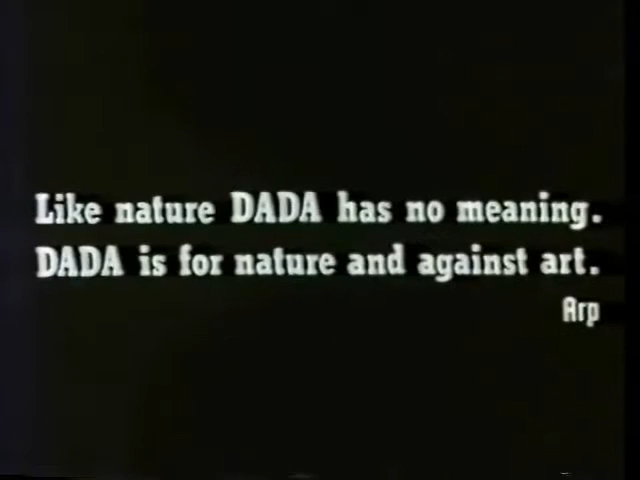 Like nature DADA has no meaning.
DADA is for nature and against art.
Arp